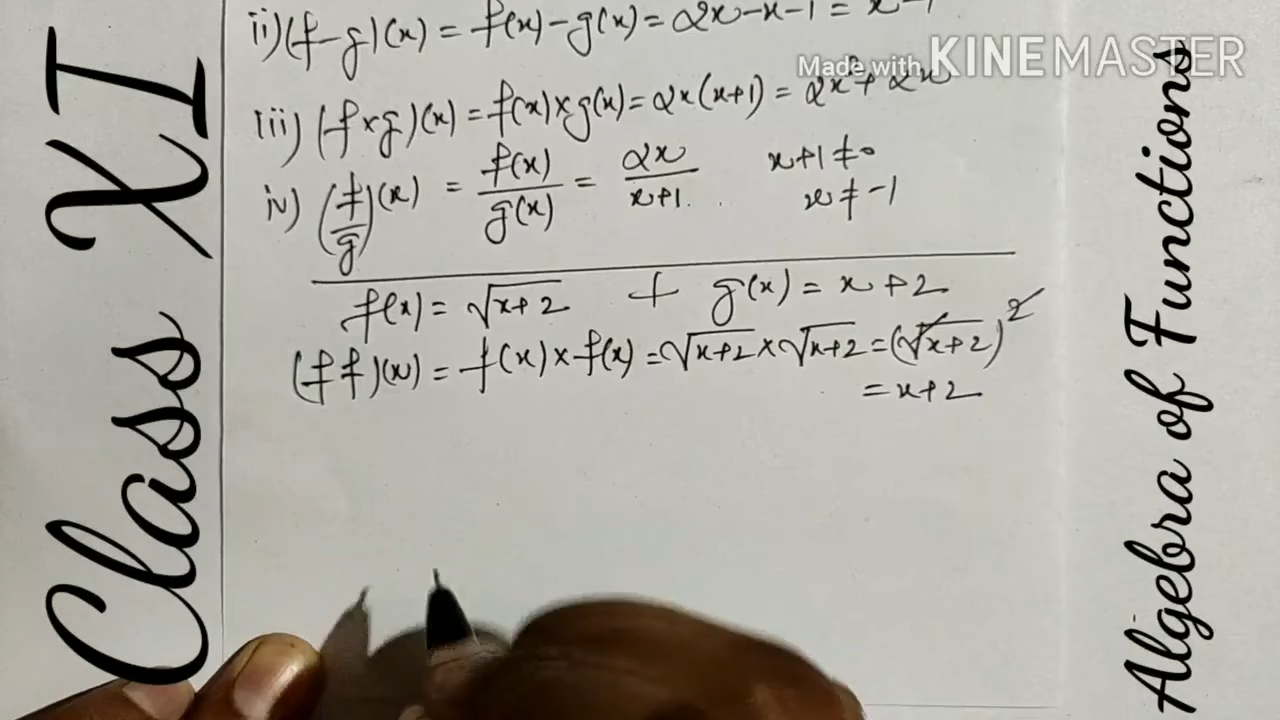 Class XI
ii) (f-g)(x) = f(x)-g(x) = 2x-x-1 = x-1
Made with KINEMASTER
iii) (f×g)(x) = f(x)×g(x) = 2x(x+1) = 2x²+2x
iv) (f/g)(x) = f(x)/g(x) = 2x/x+1. x+1≠0
x≠-1
f(x) = √x+2 + g(x) = x+2
(ff)(x) = f(x)×f(x) = √x+2×√x+2 = (√x+2)²
= x+2
Algebra of Functions